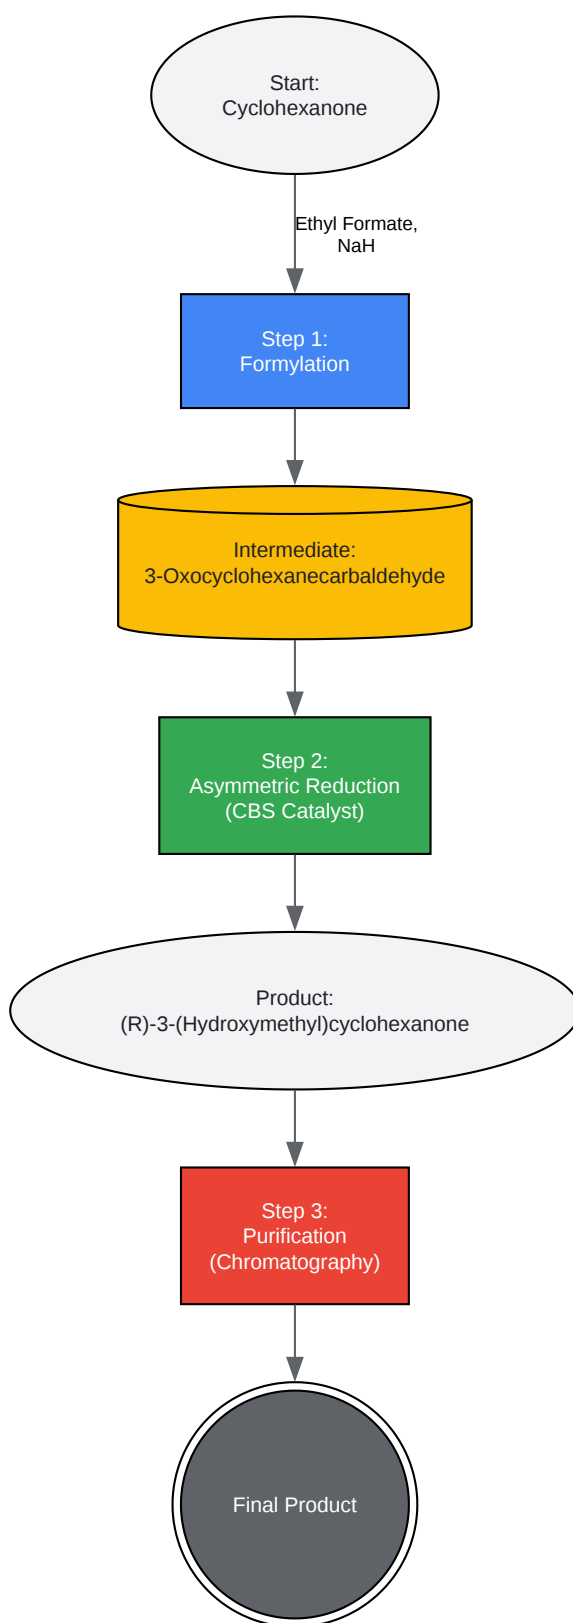 Start:
Cyclohexanone
Ethyl Formate,
NaH
Step 1:
Formylation
Intermediate:
3-Oxocyclohexanecarbaldehyde
Step 2:
Asymmetric Reduction
(CBS Catalyst)
Product:
(R)-3-(Hydroxymethyl)cyclohexanone
Step 3:
Purification
(Chromatography)
Final Product